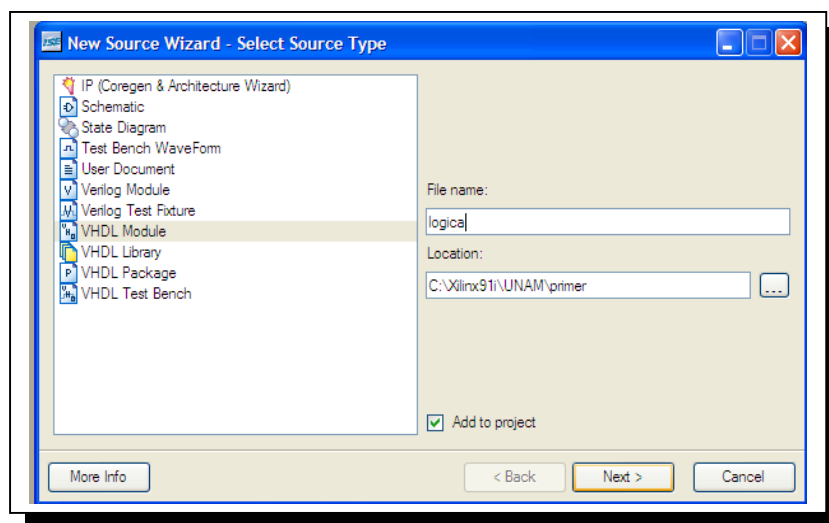 ISE New Source Wizard - Select Source Type
IP (Coregen & Architecture Wizard)
Schematic
State Diagram
Test Bench WaveForm
User Document
Verilog Module
Verilog Test Fixture
VHDL Module
VHDL Library
VHDL Package
VHDL Test Bench
File name:
logica
Location:
C:\Xilinx91i\UNAM\primer
...
Add to project
More Info
< Back
Next >
Cancel